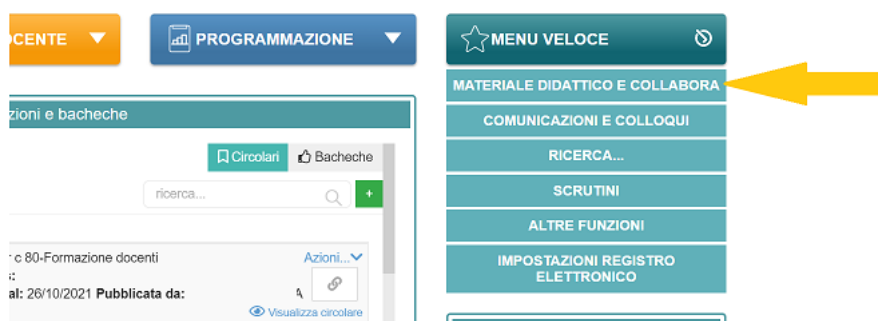 OCENTE
PROGRAMMAZIONE
MENU VELOCE
MATERIALE DIDATTICO E COLLABORA
COMUNICAZIONI E COLLOQUI
RICERCA...
SCRUTINI
ALTRE FUNZIONI
IMPOSTAZIONI REGISTRO
ELETTRONICO
zioni e bacheche
Circolari Bacheche
ricerca... +
r c 80-Formazione docenti Azioni...
s:
al: 26/10/2021 Pubblicata da: A
Visualizza circolare